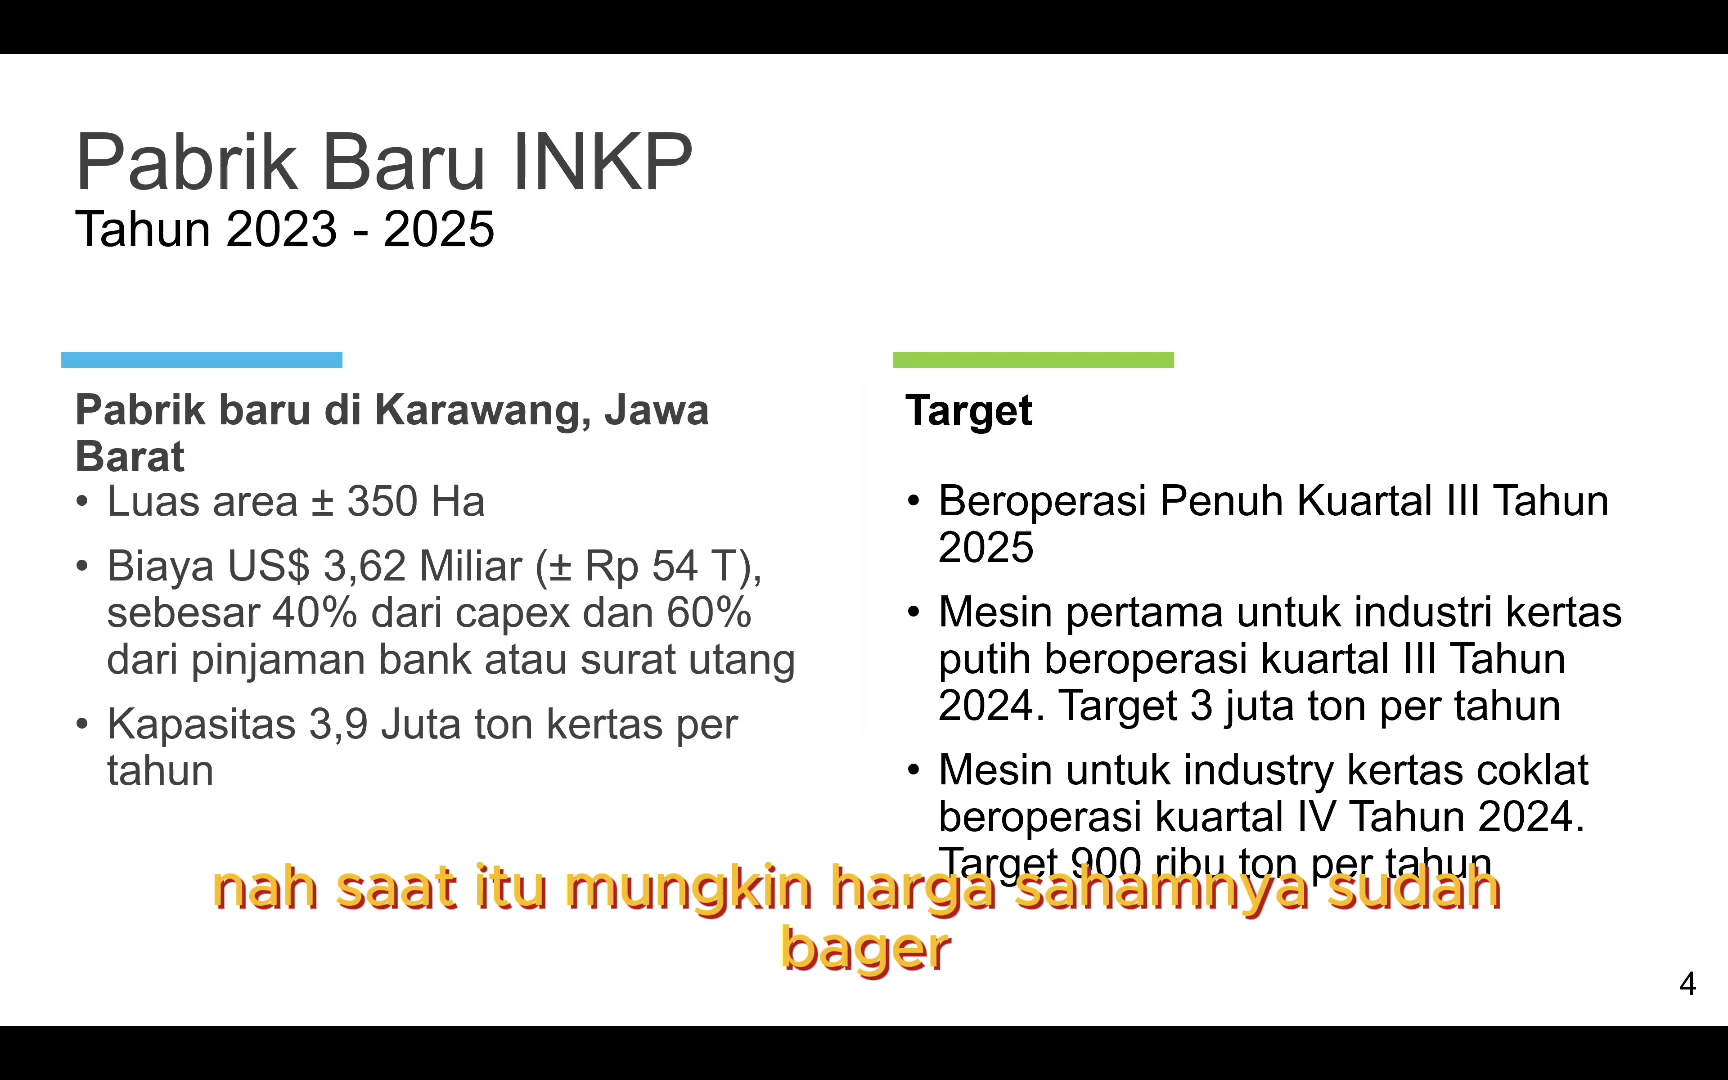 Pabrik Baru INKP
Tahun 2023 - 2025
Pabrik baru di Karawang, Jawa
Barat
• Luas area ± 350 Ha
• Biaya US$ 3,62 Miliar (± Rp 54 T),
sebesar 40% dari capex dan 60%
dari pinjaman bank atau surat utang
• Kapasitas 3,9 Juta ton kertas per
tahun
Target
• Beroperasi Penuh Kuartal III Tahun
2025
• Mesin pertama untuk industri kertas
putih beroperasi kuartal III Tahun
2024. Target 3 juta ton per tahun
• Mesin untuk industry kertas coklat
beroperasi kuartal IV Tahun 2024.
Target 900 ribu ton per tahun
nah saat itu mungkin harga sahamnya sudah
bager
4